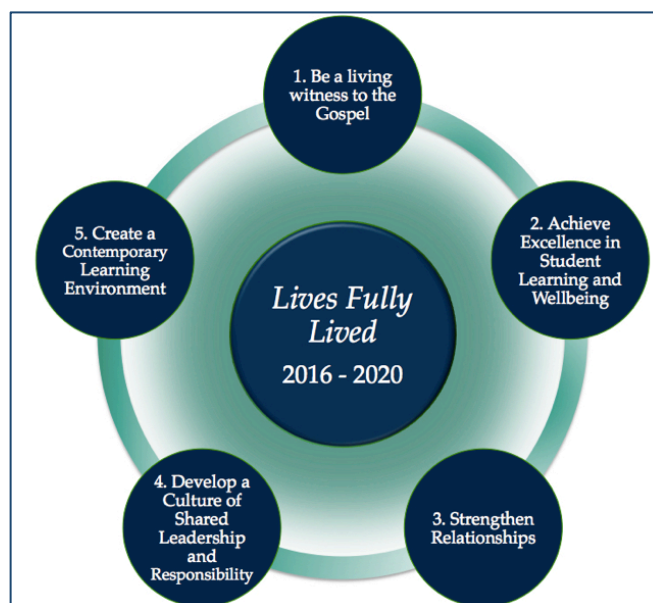 1. Be a living
witness to the
Gospel
2. Achieve
Excellence in
Student
Learning and
Wellbeing
3. Strengthen
Relationships
4. Develop a
Culture of
Shared
Leadership
and
Responsibility
5. Create a
Contemporary
Learning
Environment
Lives Fully
Lived
2016 - 2020